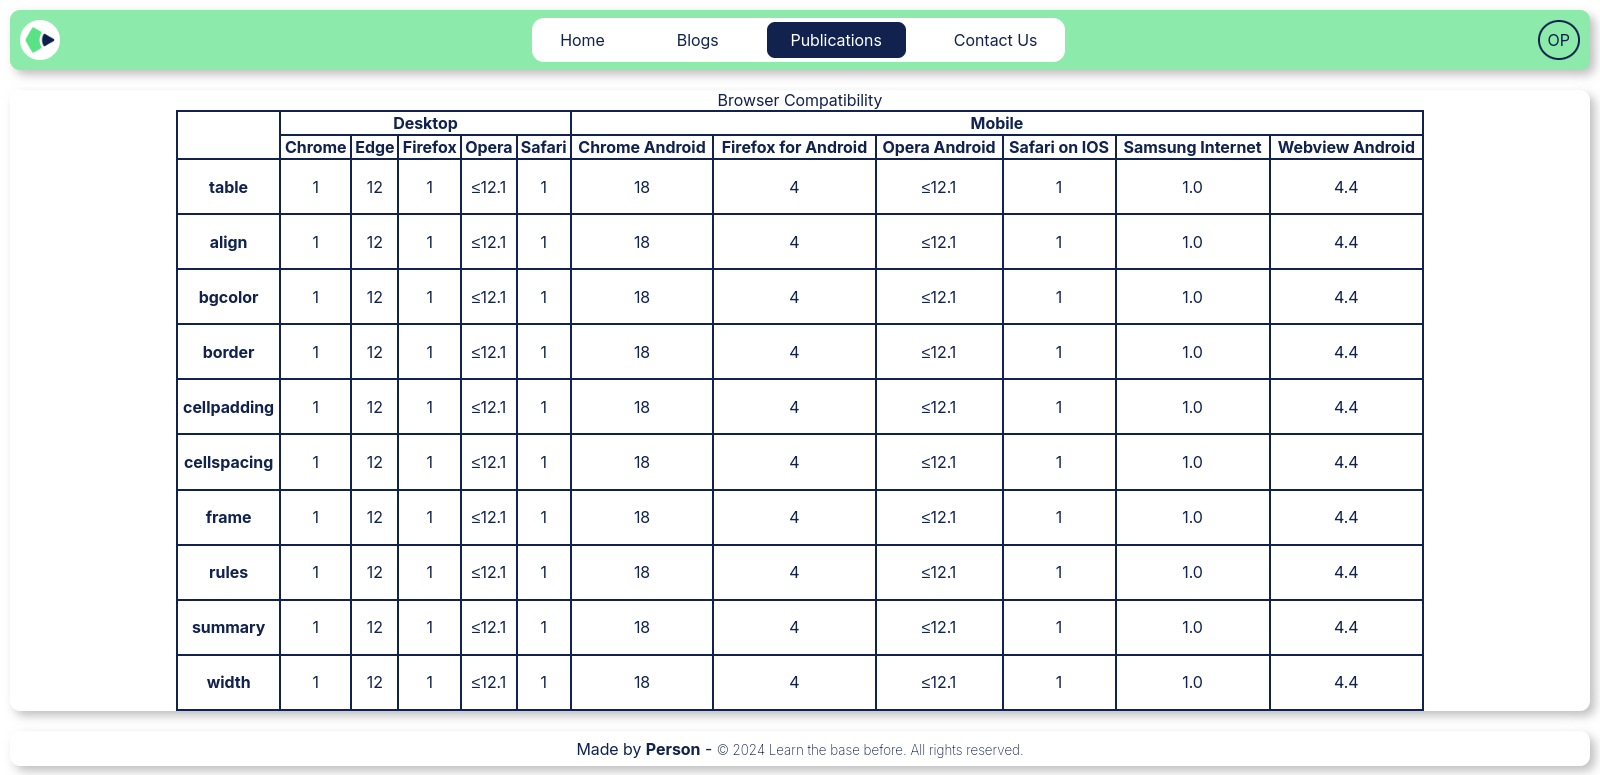 Home Blogs Publications Contact Us OP
Browser Compatibility
Desktop Mobile
Chrome Edge Firefox Opera Safari Chrome Android Firefox for Android Opera Android Safari on IOS Samsung Internet Webview Android
table 1 12 1 ≤12.1 1 18 4 ≤12.1 1 1.0 4.4
align 1 12 1 ≤12.1 1 18 4 ≤12.1 1 1.0 4.4
bgcolor 1 12 1 ≤12.1 1 18 4 ≤12.1 1 1.0 4.4
border 1 12 1 ≤12.1 1 18 4 ≤12.1 1 1.0 4.4
cellpadding 1 12 1 ≤12.1 1 18 4 ≤12.1 1 1.0 4.4
cellspacing 1 12 1 ≤12.1 1 18 4 ≤12.1 1 1.0 4.4
frame 1 12 1 ≤12.1 1 18 4 ≤12.1 1 1.0 4.4
rules 1 12 1 ≤12.1 1 18 4 ≤12.1 1 1.0 4.4
summary 1 12 1 ≤12.1 1 18 4 ≤12.1 1 1.0 4.4
width 1 12 1 ≤12.1 1 18 4 ≤12.1 1 1.0 4.4
Made by Person - © 2024 Learn the base before. All rights reserved.